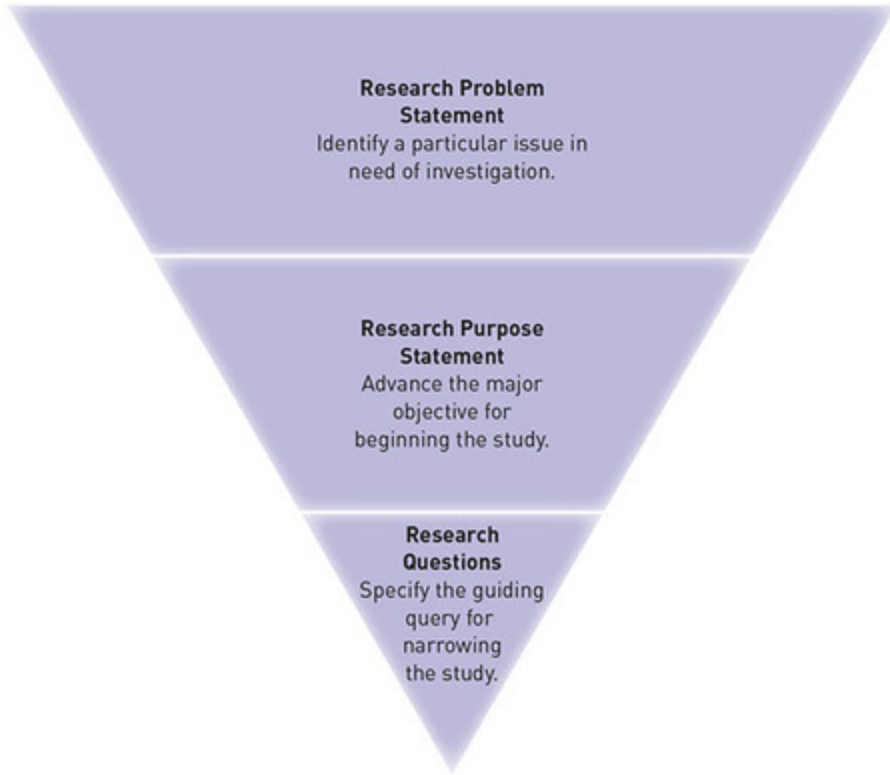 Research Problem
Statement
Identify a particular issue in
need of investigation.
Research Purpose
Statement
Advance the major
objective for
beginning the study.
Research
Questions
Specify the guiding
query for
narrowing
the study.